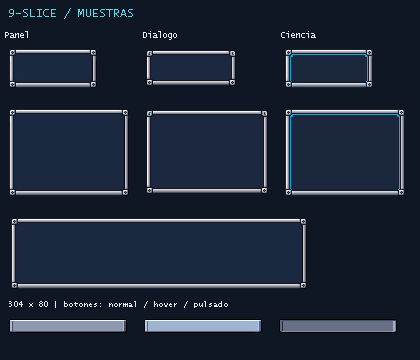 9-SLICE / MUESTRAS
Panel Dialogo Ciencia
304 x 80 | botones: normal / hover / pulsado